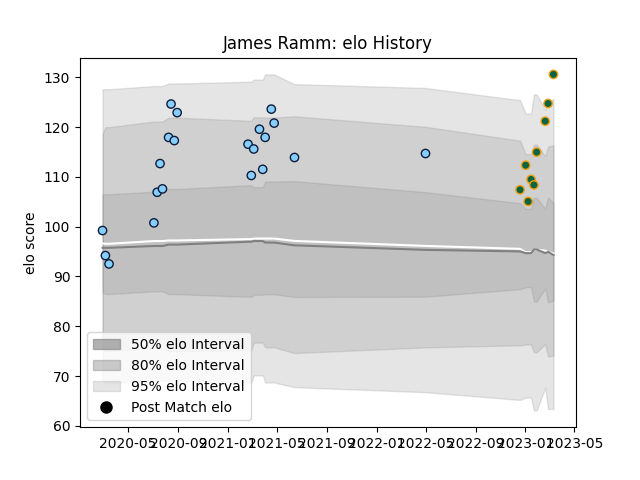 James Ramm: elo History
elo score
130
120
110
100
90
80
70
60
50% elo Interval
80% elo Interval
95% elo Interval
Post Match elo
2020-05 2020-09 2021-01 2021-05 2021-09 2022-01 2022-05 2022-09 2023-01 2023-05